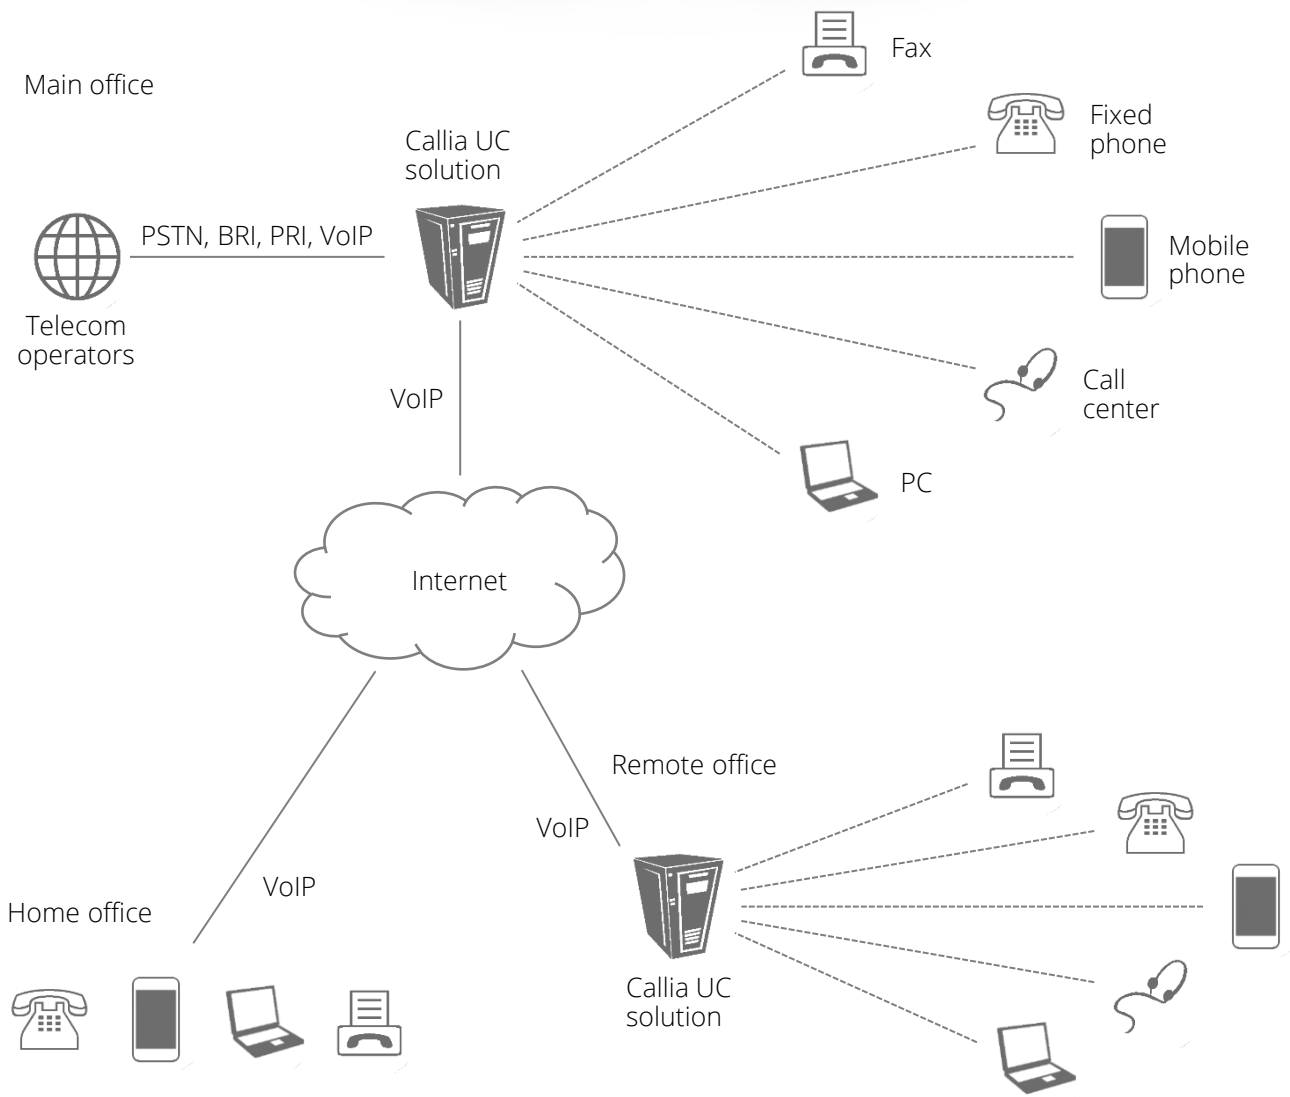 Fax
Main office
Fixed
phone
Callia UC
solution
PSTN, BRI, PRI, VoIP
Mobile
phone
Telecom
operators
Call
center
VoIP
PC
Internet
Remote office
VoIP
VoIP
Home office
Callia UC
solution